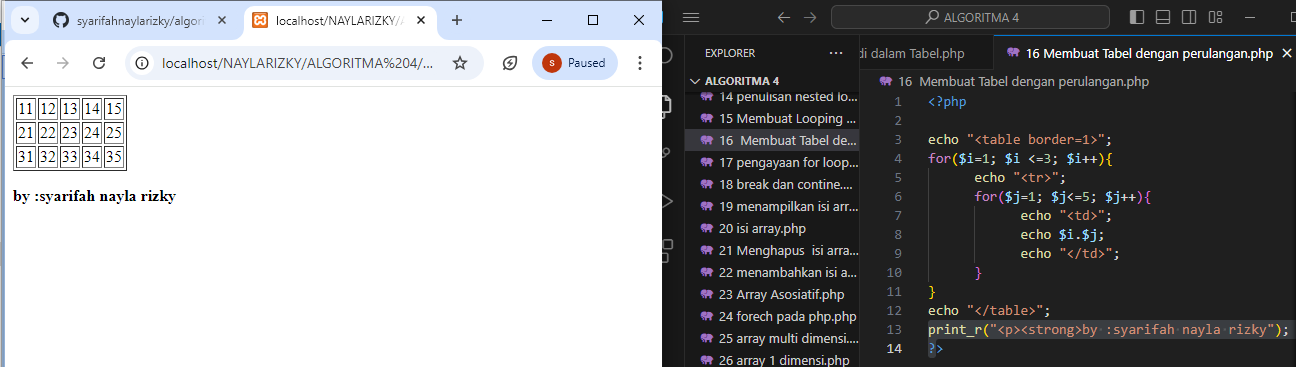 syarifahnaylarizky/algori
localhost/NAYLARIZKY/A
localhost/NAYLARIZKY/ALGORITMA%204/...
S Paused
11 12 13 14 15
21 22 23 24 25
31 32 33 34 35
by :syarifah nayla rizky
ALGORITMA 4
EXPLORER ...
ALGORITMA 4
14 penulisan nested lo...
15 Membuat Looping ...
16 Membuat Tabel de...
17 pengayaan for loop...
18 break dan contine....
19 menampilkan isi arr...
20 isi array.php
21 Menghapus isi arra...
22 menambahkan isi a...
23 Array Asosiatif.php
24 forech pada php.php
25 array multi dimensi....
26 array 1 dimensi.php
di dalam Tabel.php
16 Membuat Tabel dengan perulangan.php
16 Membuat Tabel dengan perulangan.php
1 <?php
2
3 echo "<table border=1>";
4 for($i=1; $i <=3; $i++){
5 echo "<tr>";
6 for($j=1; $j<=5; $j++){
7 echo "<td>";
8 echo $i.$j;
9 echo "</td>";
10 }
11 }
12 echo "</table>";
13 print_r("<p><strong>by :syarifah nayla rizky");
14 ?>